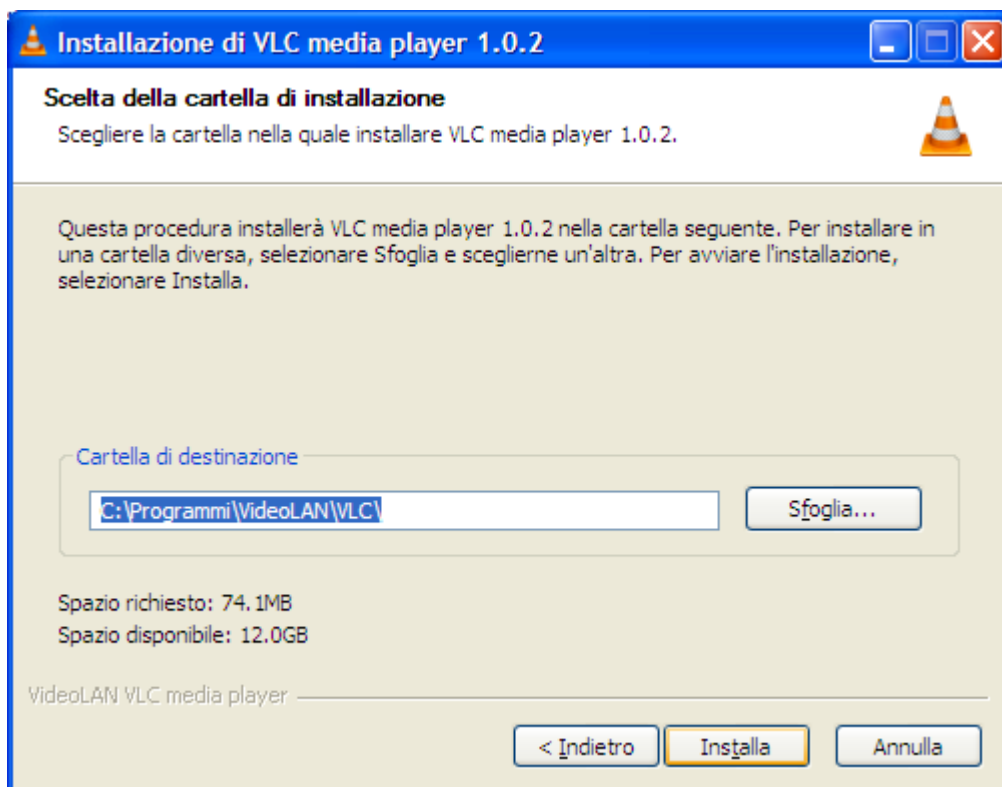 Installazione di VLC media player 1.0.2
Scelta della cartella di installazione
Scegliere la cartella nella quale installare VLC media player 1.0.2.
Questa procedura installerà VLC media player 1.0.2 nella cartella seguente. Per installare in
una cartella diversa, selezionare Sfoglia e sceglierne un'altra. Per avviare l'installazione,
selezionare Installa.
Cartella di destinazione
C:\Programmi\VideoLAN\VLC\
Sfoglia...
Spazio richiesto: 74.1MB
Spazio disponibile: 12.0GB
VideoLAN VLC media player
< Indietro
Installa
Annulla